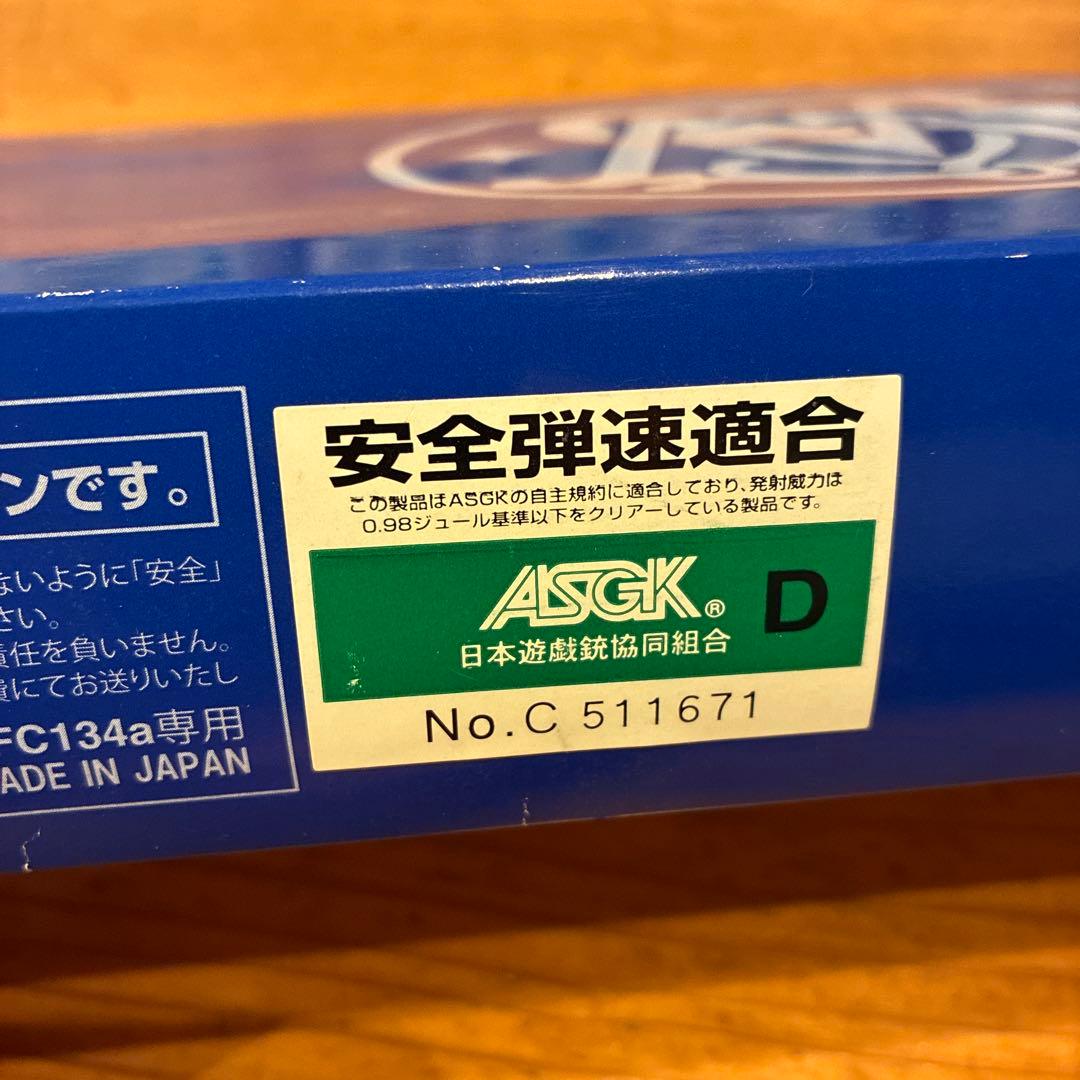 ンです。
ないように「安全」
さい。
責任を負いません。
にてお送りいたし
FC134a専用
ADE IN JAPAN
安全弾速適合
この製品はASGKの自主規約に適合しており、発射威力は
0.98ジュール基準以下をクリアーしている製品です。
ASGK® D
日本遊戯銃協同組合
No.C 511671